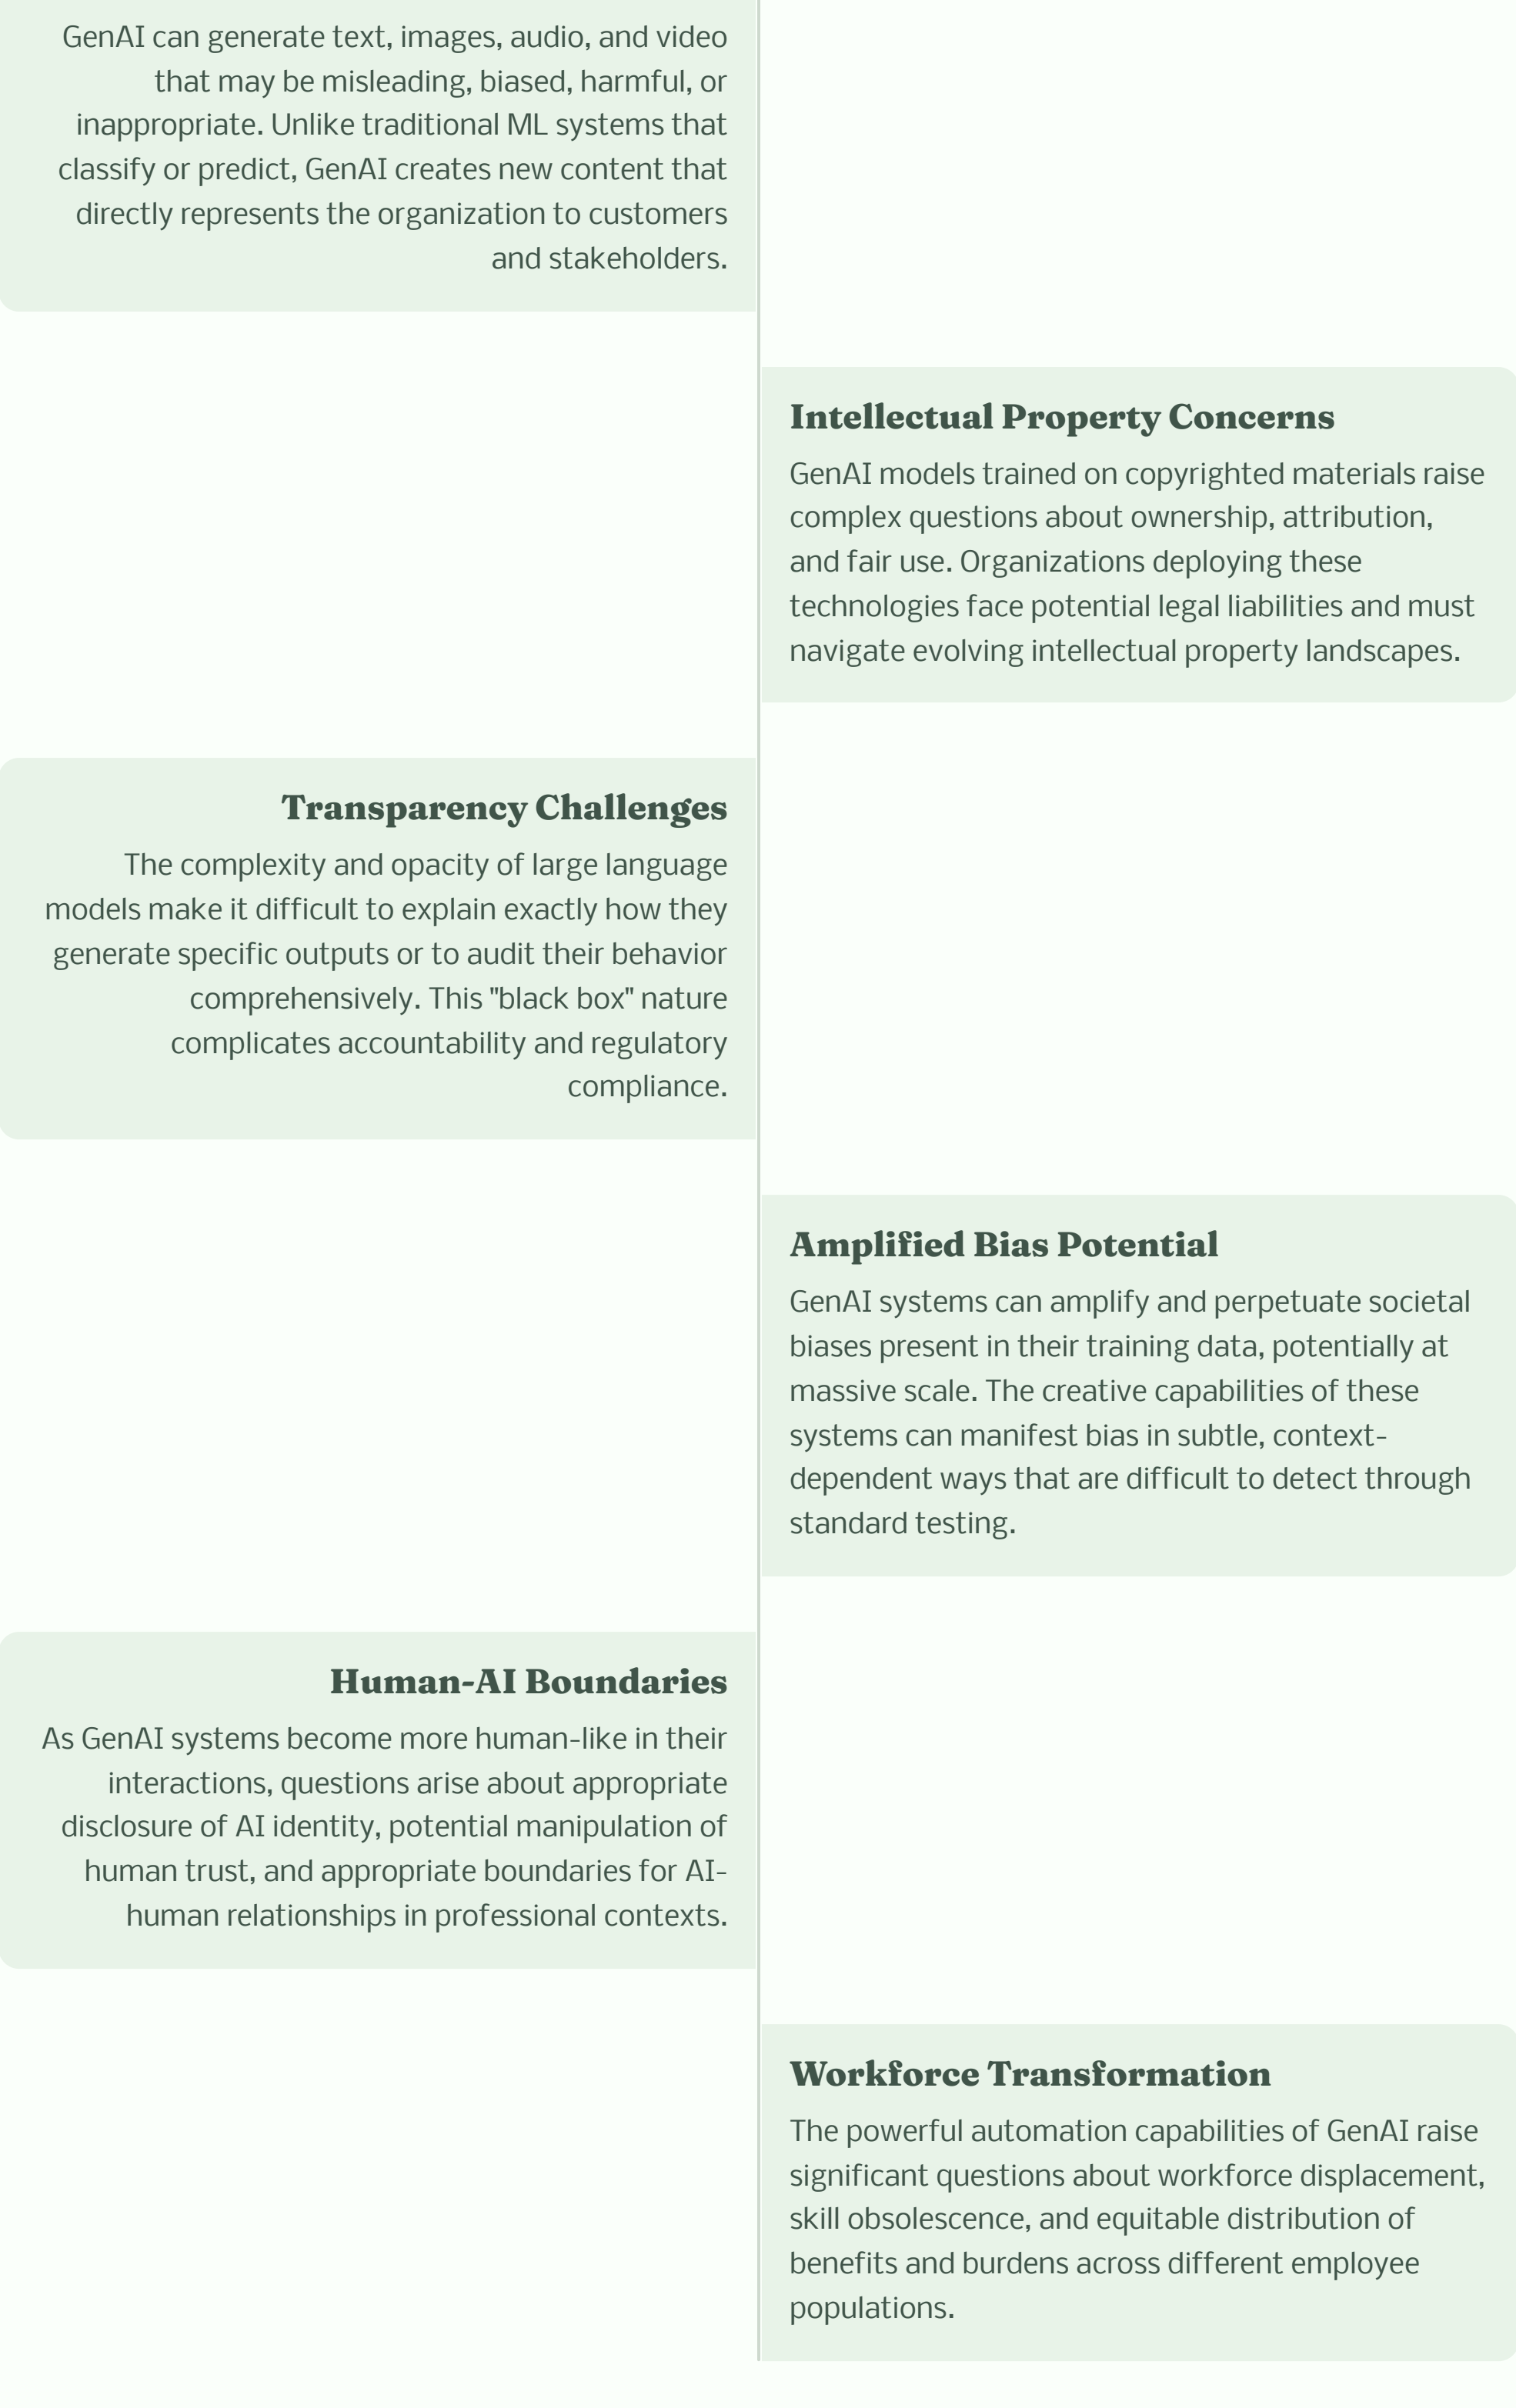 GenAI can generate text, images, audio, and video
that may be misleading, biased, harmful, or
inappropriate. Unlike traditional ML systems that
classify or predict, GenAI creates new content that
directly represents the organization to customers
and stakeholders.
Intellectual Property Concerns
GenAI models trained on copyrighted materials raise
complex questions about ownership, attribution,
and fair use. Organizations deploying these
technologies face potential legal liabilities and must
navigate evolving intellectual property landscapes.
Transparency Challenges
The complexity and opacity of large language
models make it difficult to explain exactly how they
generate specific outputs or to audit their behavior
comprehensively. This "black box" nature
complicates accountability and regulatory
compliance.
Amplified Bias Potential
GenAI systems can amplify and perpetuate societal
biases present in their training data, potentially at
massive scale. The creative capabilities of these
systems can manifest bias in subtle, context-
dependent ways that are difficult to detect through
standard testing.
Human-AI Boundaries
As GenAI systems become more human-like in their
interactions, questions arise about appropriate
disclosure of AI identity, potential manipulation of
human trust, and appropriate boundaries for AI-
human relationships in professional contexts.
Workforce Transformation
The powerful automation capabilities of GenAI raise
significant questions about workforce displacement,
skill obsolescence, and equitable distribution of
benefits and burdens across different employee
populations.